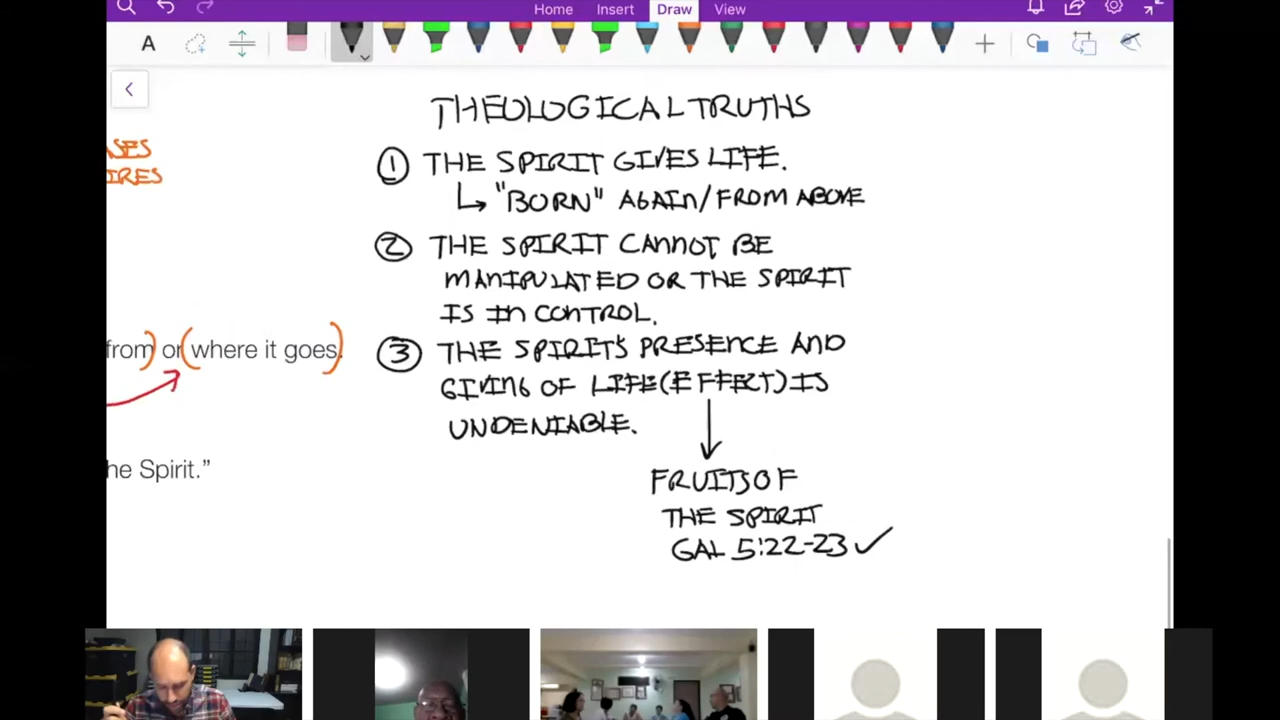 Home Insert Draw View
A
THEOLOGICAL TRUTHS
SES
IRES
① THE SPIRIT GIVES LIFE.
↳ "BORN" AGAIN/FROM ABOVE
② THE SPIRIT CANNOT BE
MANIPULATED OR THE SPIRIT
IS IN CONTROL.
from) or (where it goes).
③ THE SPIRIT'S PRESENCE AND
GIVING OF LIFE (EFFECT) IS
UNDENIABLE.
he Spirit.”
FRUITS OF
THE SPIRIT
GAL 5:22-23 ✓